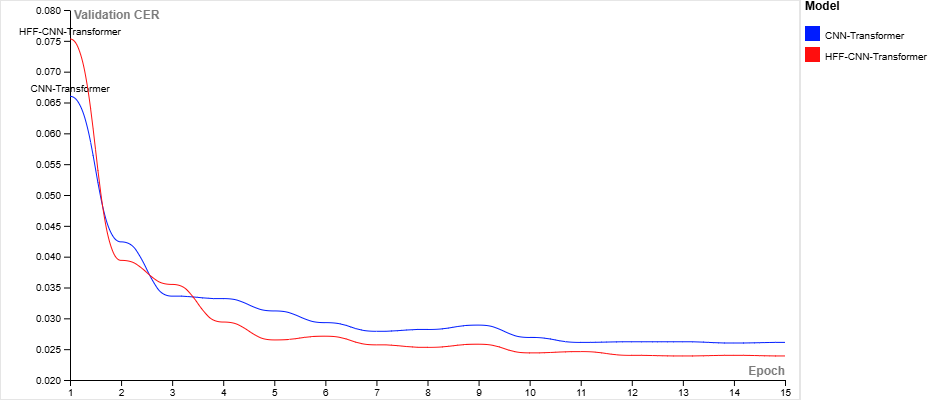 Validation CER
0.080
0.075
0.070
0.065
0.060
0.055
0.050
0.045
0.040
0.035
0.030
0.025
0.020
HFF-CNN-Transformer
CNN-Transformer
1 2 3 4 5 6 7 8 9 10 11 12 13 14 15
Epoch
Model
CNN-Transformer
HFF-CNN-Transformer